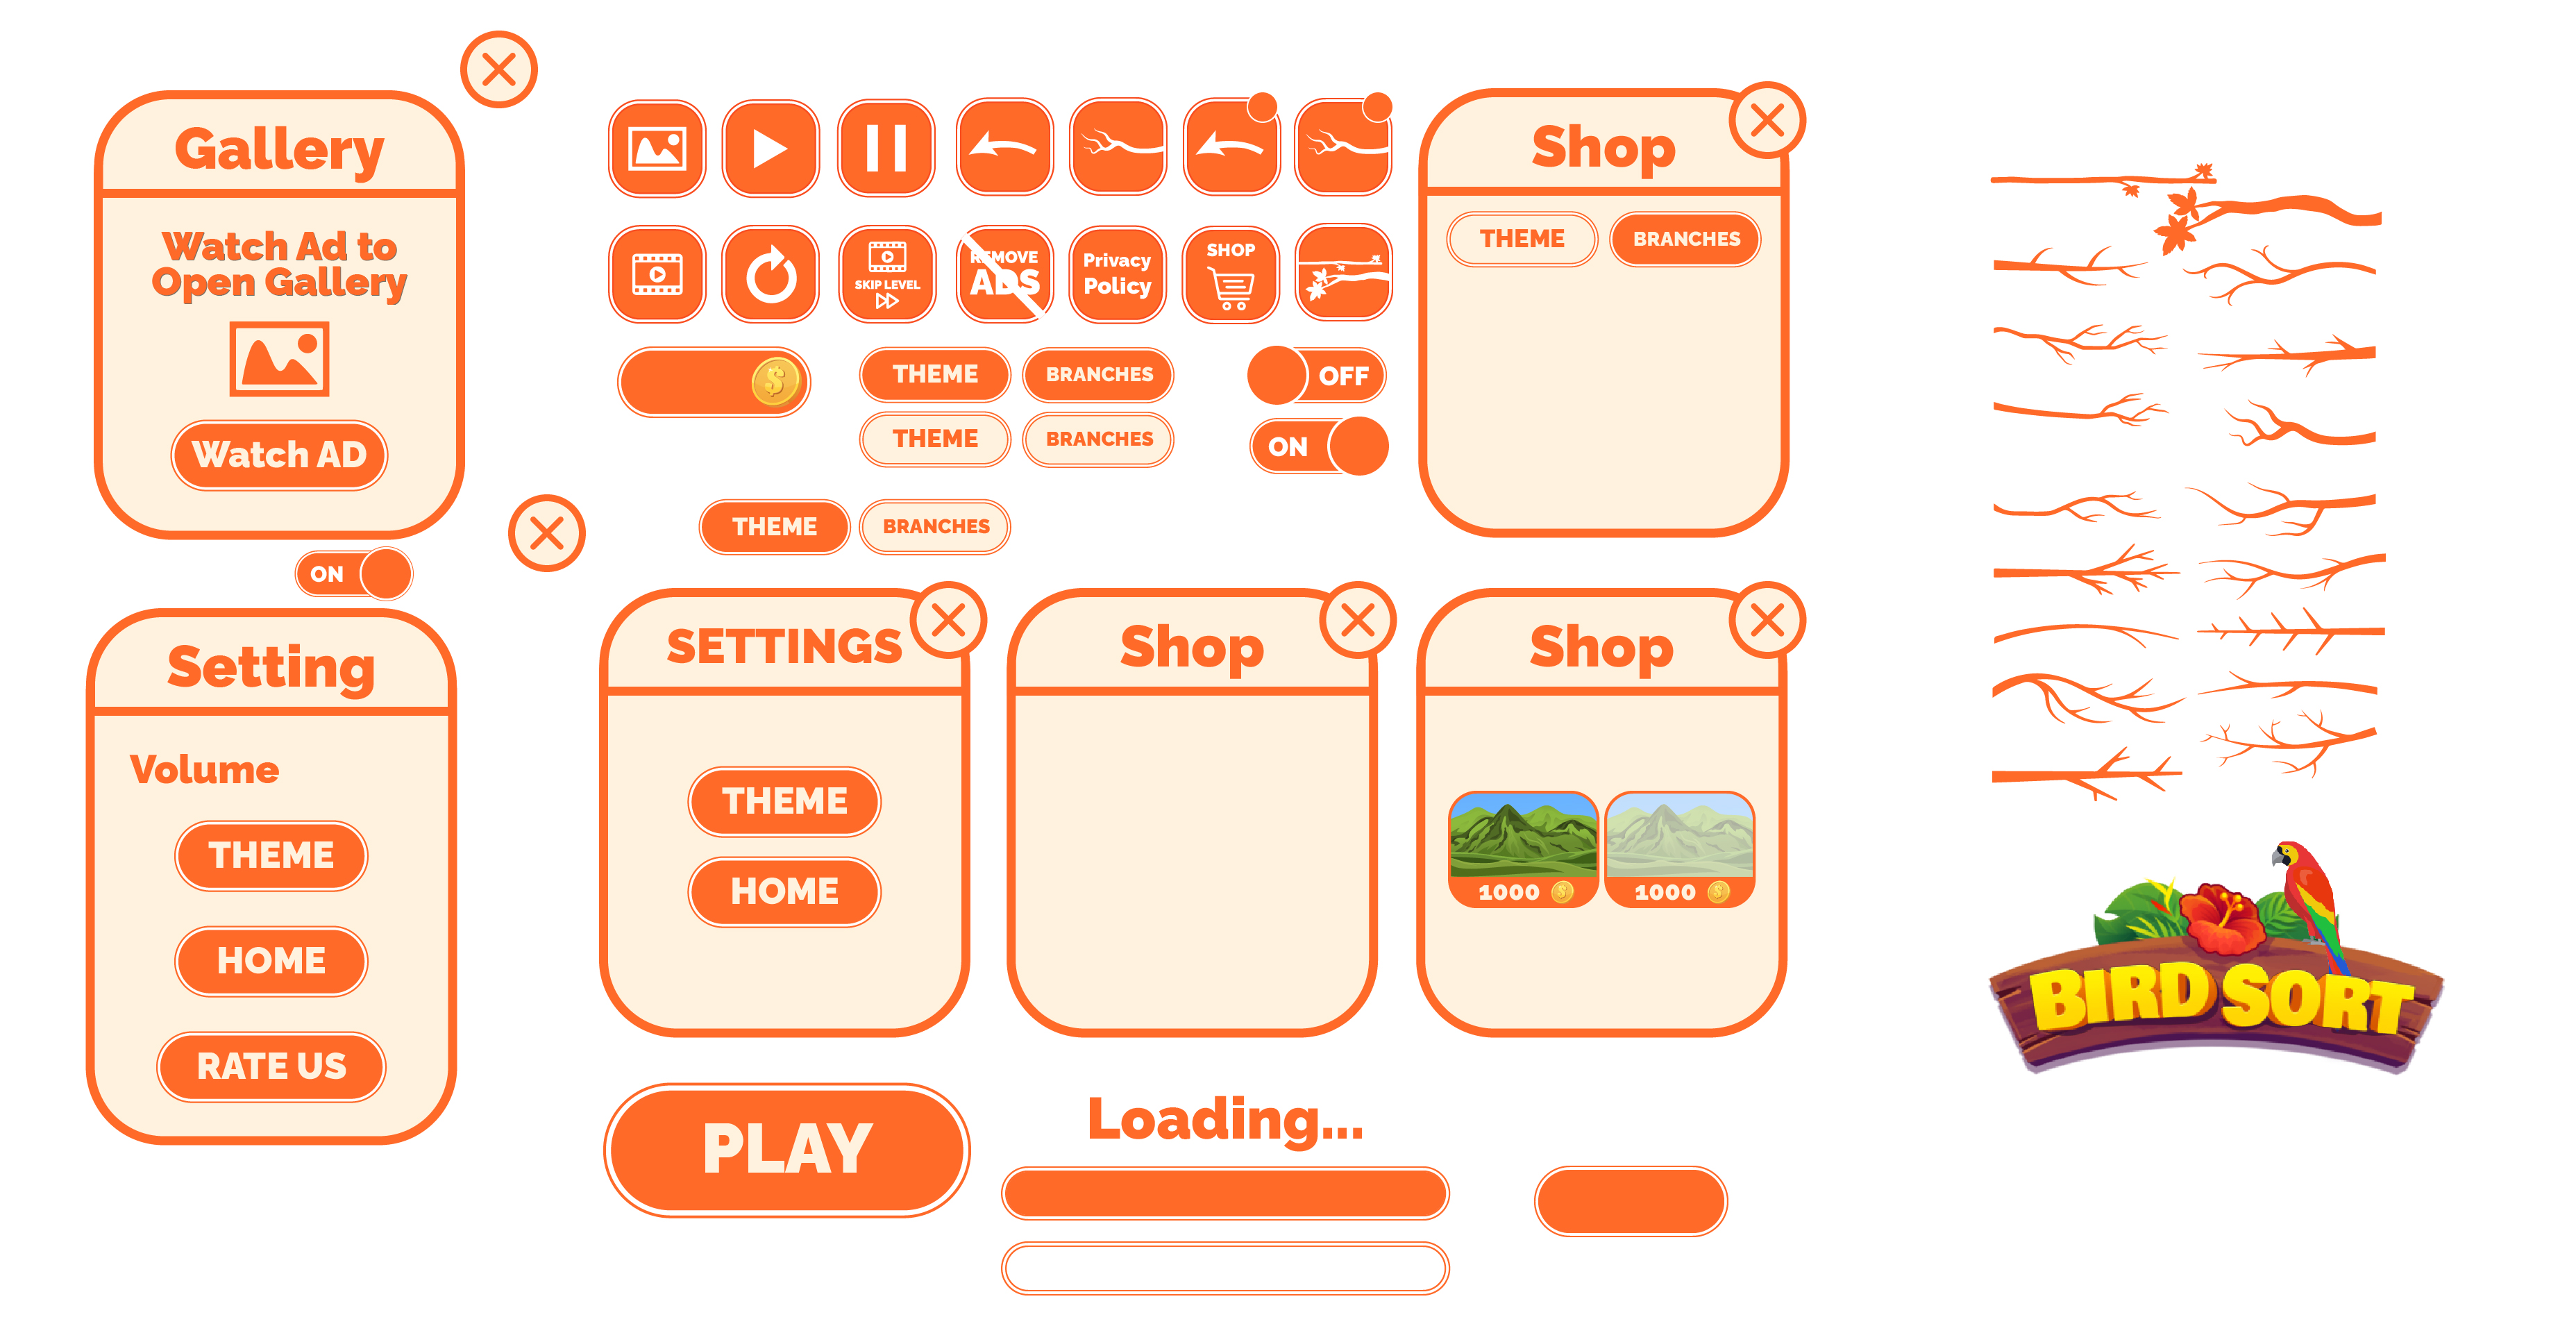 Gallery
Watch Ad to
Open Gallery
Watch AD
ON
Setting
Volume
THEME
HOME
RATE US
SKIP LEVEL
REMOVE
ADS
Privacy
Policy
SHOP
$
THEME
BRANCHES
OFF
THEME
BRANCHES
ON
THEME
BRANCHES
Shop
THEME
BRANCHES
SETTINGS
THEME
HOME
Shop
Shop
1000 $
1000 $
PLAY
Loading...
BIRD SORT